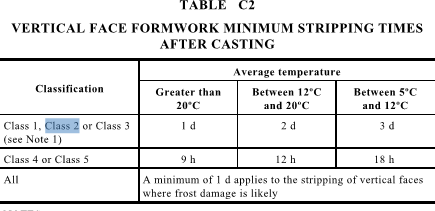 TABLE C2
VERTICAL FACE FORMWORK MINIMUM STRIPPING TIMES
AFTER CASTING
Classification
Average temperature
Greater than
20°C
Between 12°C
and 20°C
Between 5°C
and 12°C
Class 1, Class 2 or Class 3
(see Note 1)
1 d
2 d
3 d
Class 4 or Class 5
9 h
12 h
18 h
All
A minimum of 1 d applies to the stripping of vertical faces
where frost damage is likely